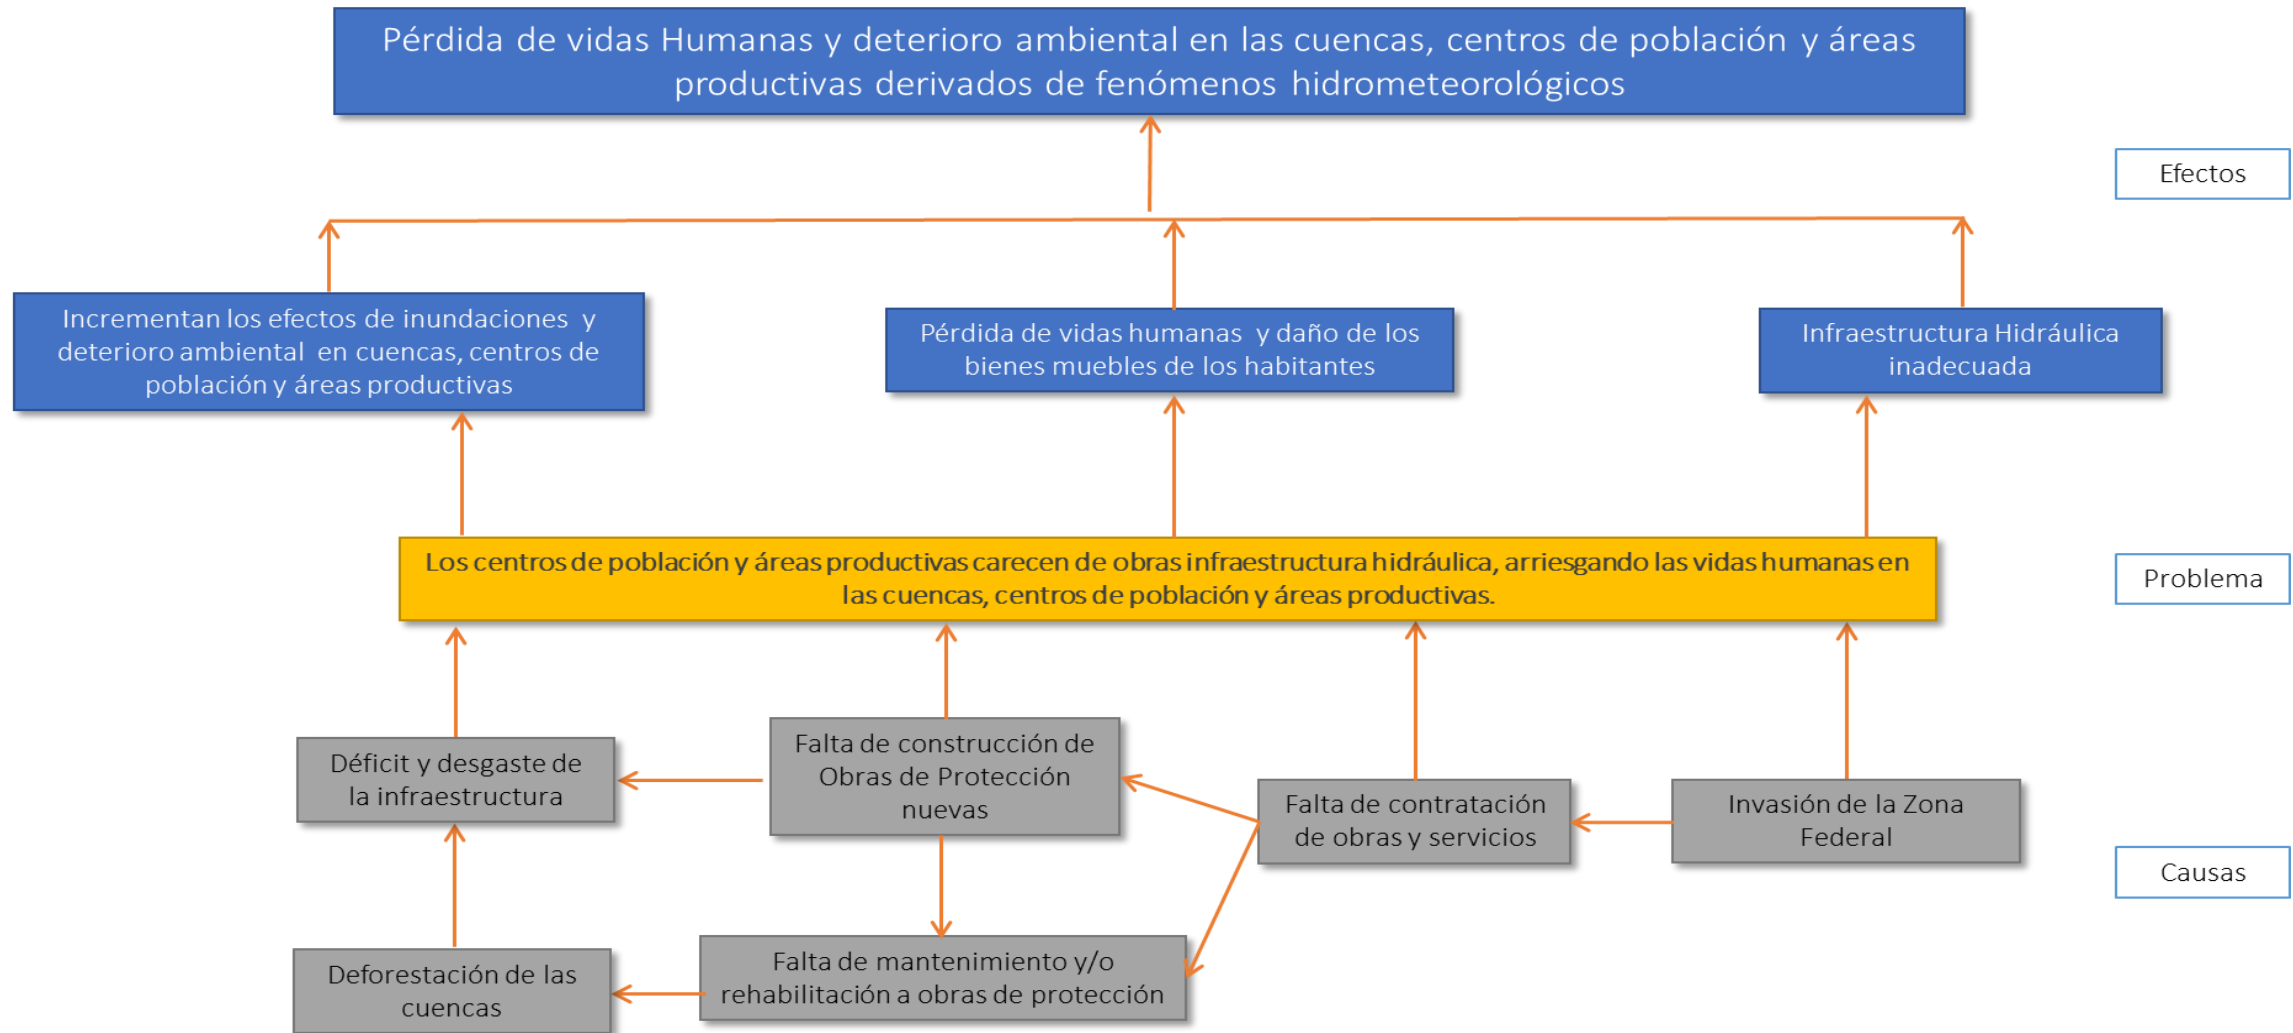 Pérdida de vidas Humanas y deterioro ambiental en las cuencas, centros de población y áreas
productivas derivados de fenómenos hidrometeorológicos
Efectos
Incrementan los efectos de inundaciones y
deterioro ambiental en cuencas, centros de
población y áreas productivas
Pérdida de vidas humanas y daño de los
bienes muebles de los habitantes
Infraestructura Hidráulica
inadecuada
Los centros de población y áreas productivas carecen de obras infraestructura hidráulica, arriesgando las vidas humanas en
las cuencas, centros de población y áreas productivas.
Problema
Déficit y desgaste de
la infraestructura
Falta de construcción de
Obras de Protección
nuevas
Falta de contratación
de obras y servicios
Invasión de la Zona
Federal
Causas
Deforestación de las
cuencas
Falta de mantenimiento y/o
rehabilitación a obras de protección